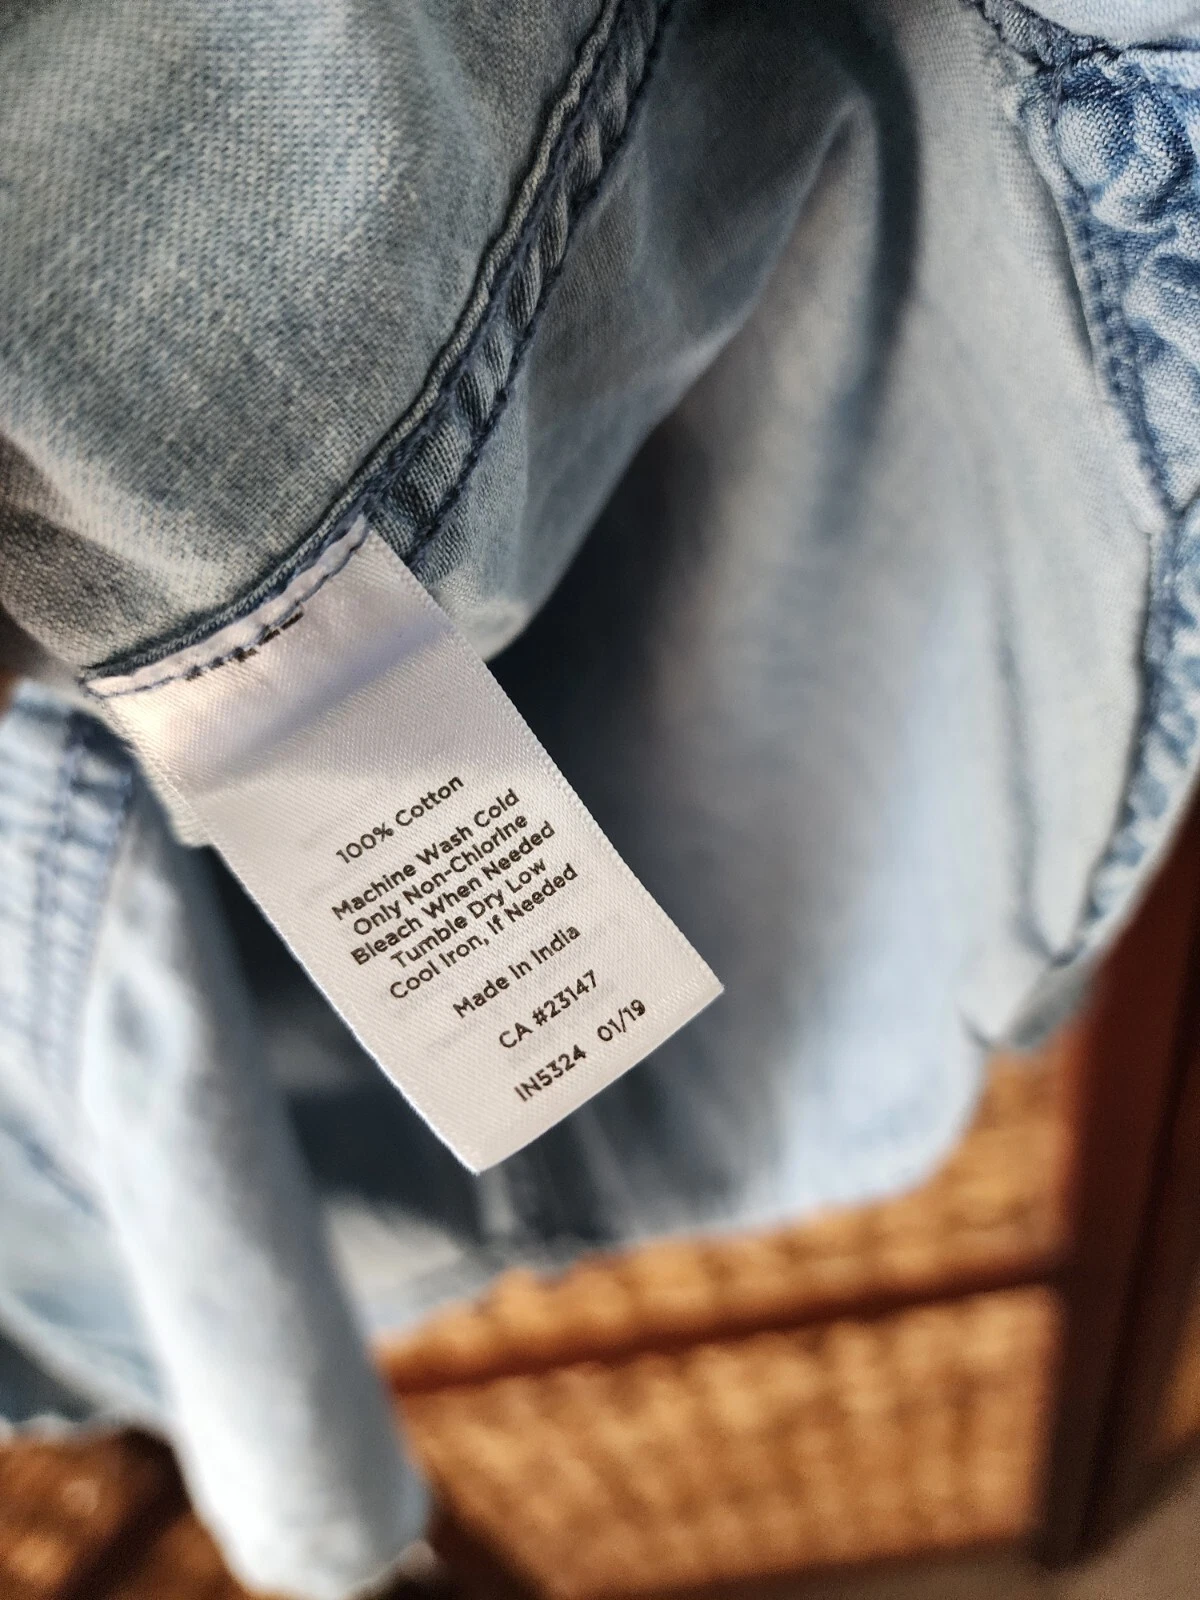 100% Cotton
Machine Wash Cold
Only Non-Chlorine
Bleach When Needed
Tumble Dry Low
Cool Iron, If Needed
Made In India
CA #23147
IN5324 01/19